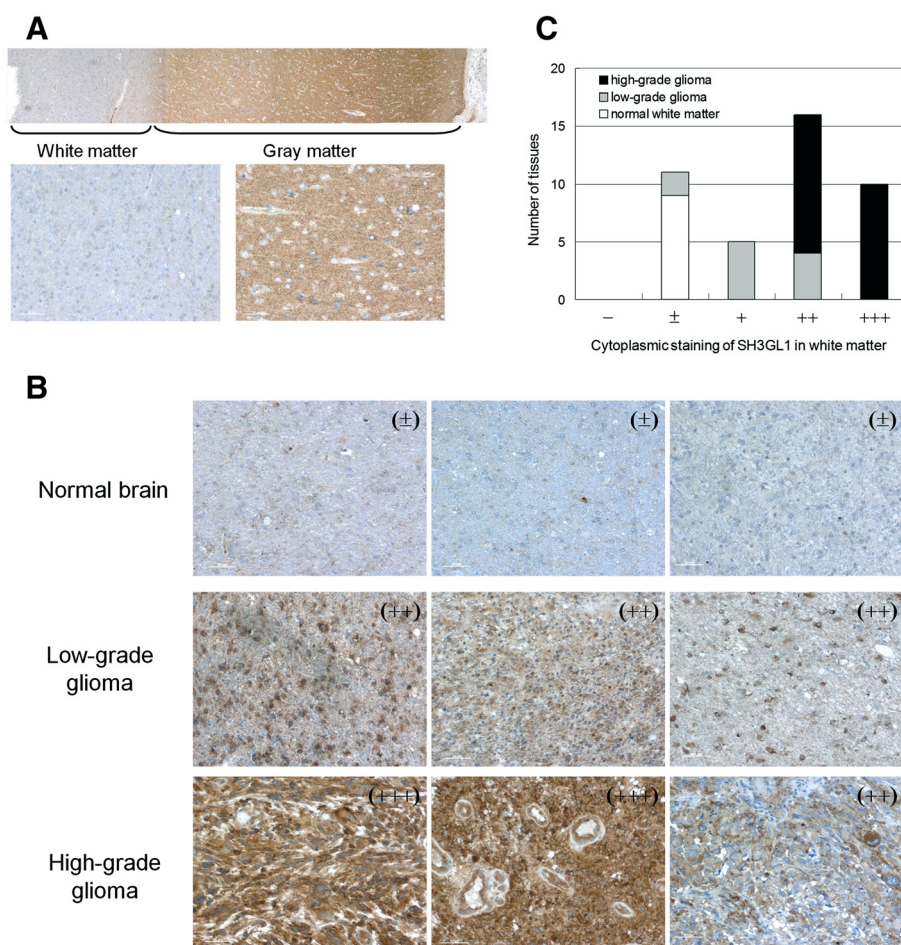 A
White matter
Gray matter
C
20
15
10
5
0
Number of tissues
high-grade glioma
low-grade glioma
normal white matter
−
±
+
++
+++
Cytoplasmic staining of SH3GL1 in white matter
B
Normal brain
(±)
(±)
(±)
Low-grade
glioma
(++)
(++)
(++)
High-grade
glioma
(+++)
(+++)
(++)